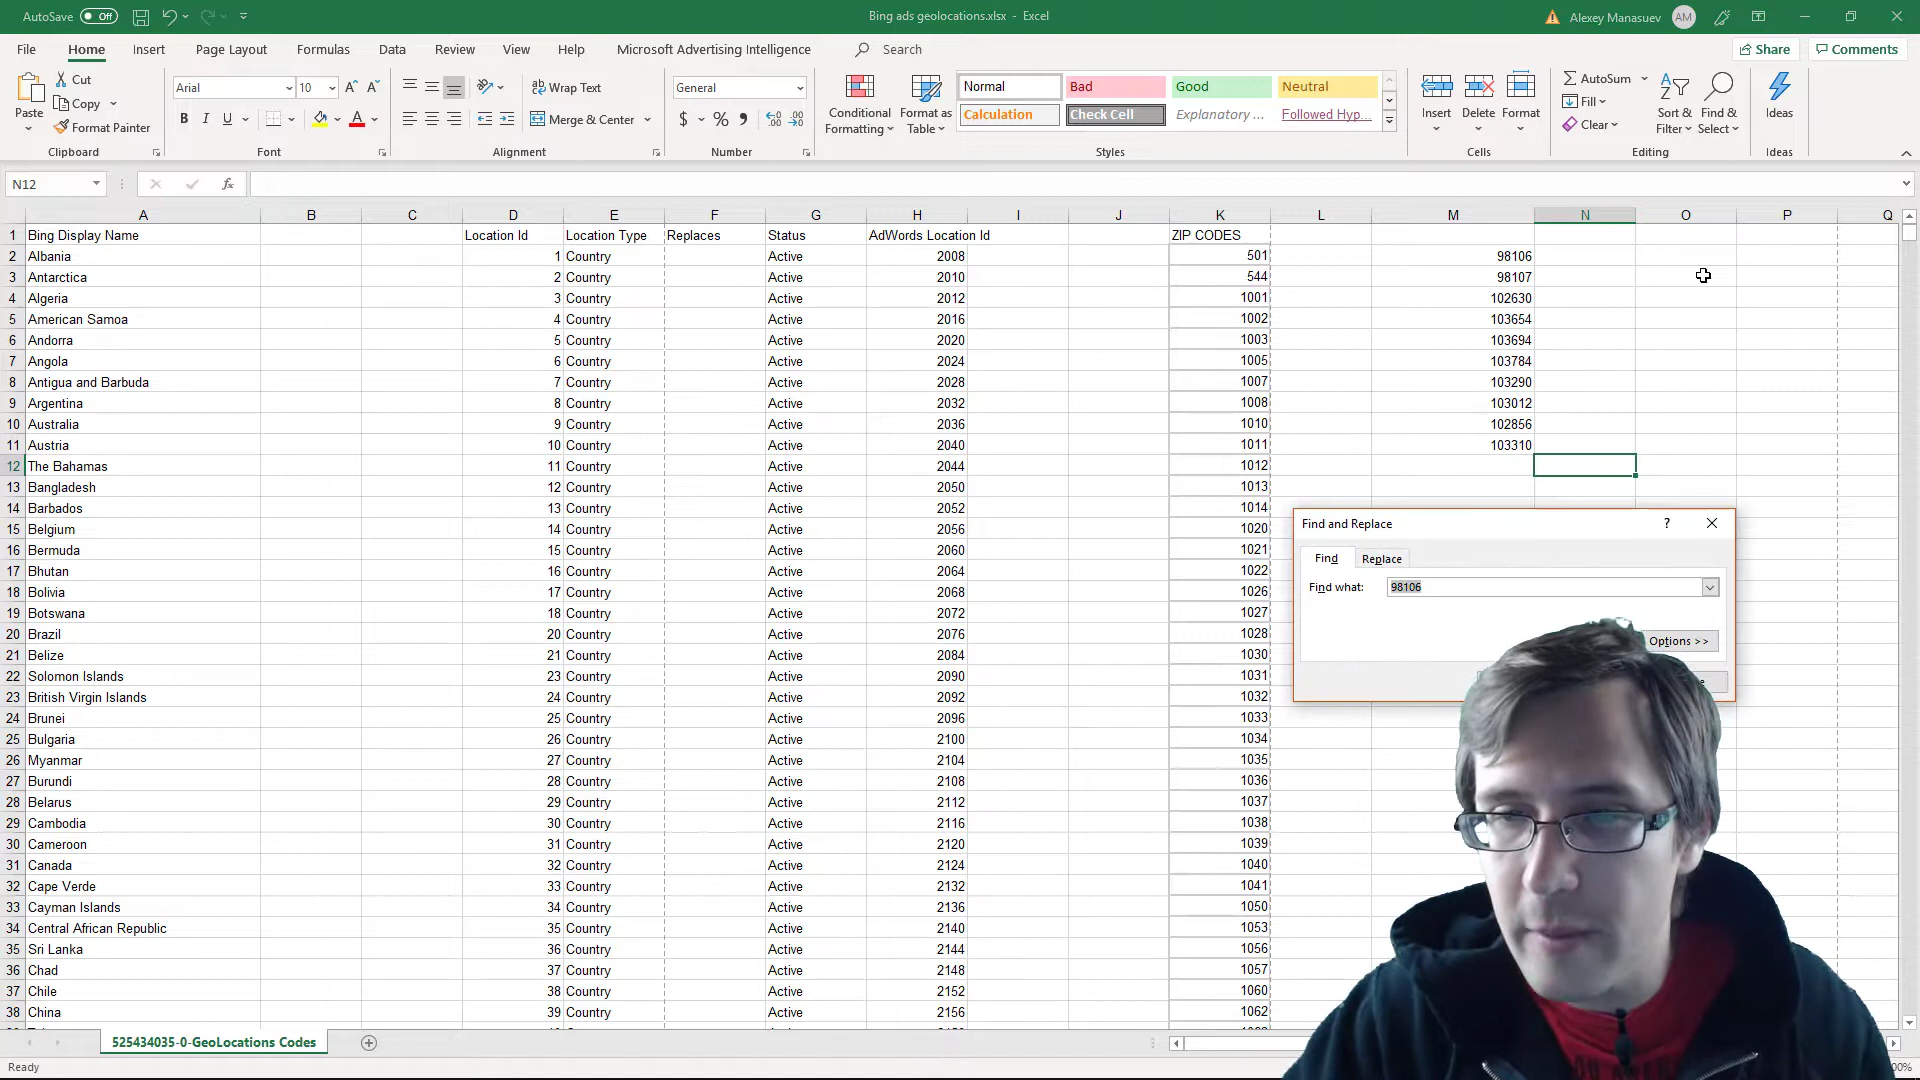 AutoSave Off
Bing ads geolocations.xlsx - Excel
Alexey Manasuev AM
File Home Insert Page Layout Formulas Data Review View Help Microsoft Advertising Intelligence Search Share Comments
Paste Cut Copy Format Painter Clipboard
Arial 10 B I U Font
Wrap Text Merge & Center Alignment
General $ % Number
Conditional Formatting Format as Table
Normal Bad Good Neutral
Calculation Check Cell Explanatory ... Followed Hyp...
Styles
Insert Delete Format Cells
AutoSum Fill Clear Sort & Filter Find & Select Editing
Ideas Ideas
N12 fx
A B C D E F G H I J K L M N O P Q
1 Bing Display Name Location Id Location Type Replaces Status AdWords Location Id ZIP CODES
2 Albania 1 Country Active 2008 501 98106
3 Antarctica 2 Country Active 2010 544 98107
4 Algeria 3 Country Active 2012 1001 102630
5 American Samoa 4 Country Active 2016 1002 103654
6 Andorra 5 Country Active 2020 1003 103694
7 Angola 6 Country Active 2024 1005 103784
8 Antigua and Barbuda 7 Country Active 2028 1007 103290
9 Argentina 8 Country Active 2032 1008 103012
10 Australia 9 Country Active 2036 1010 102856
11 Austria 10 Country Active 2040 1011 103310
12 The Bahamas 11 Country Active 2044 1012
13 Bangladesh 12 Country Active 2050 1013
14 Barbados 13 Country Active 2052 1014
15 Belgium 14 Country Active 2056 1020
16 Bermuda 15 Country Active 2060 1021
17 Bhutan 16 Country Active 2064 1022
18 Bolivia 17 Country Active 2068 1026
19 Botswana 18 Country Active 2072 1027
20 Brazil 20 Country Active 2076 1028
21 Belize 21 Country Active 2084 1030
22 Solomon Islands 23 Country Active 2090 1031
23 British Virgin Islands 24 Country Active 2092 1032
24 Brunei 25 Country Active 2096 1033
25 Bulgaria 26 Country Active 2100 1034
26 Myanmar 27 Country Active 2104 1035
27 Burundi 28 Country Active 2108 1036
28 Belarus 29 Country Active 2112 1037
29 Cambodia 30 Country Active 2116 1038
30 Cameroon 31 Country Active 2120 1039
31 Canada 32 Country Active 2124 1040
32 Cape Verde 33 Country Active 2132 1041
33 Cayman Islands 34 Country Active 2136 1050
34 Central African Republic 35 Country Active 2140 1053
35 Sri Lanka 36 Country Active 2144 1056
36 Chad 37 Country Active 2148 1057
37 Chile 38 Country Active 2152 1060
38 China 39 Country Active 2156 1062
Find and Replace ?
Find Replace
Find what: 98106
Options >>
525434035-0-GeoLocations Codes
Ready